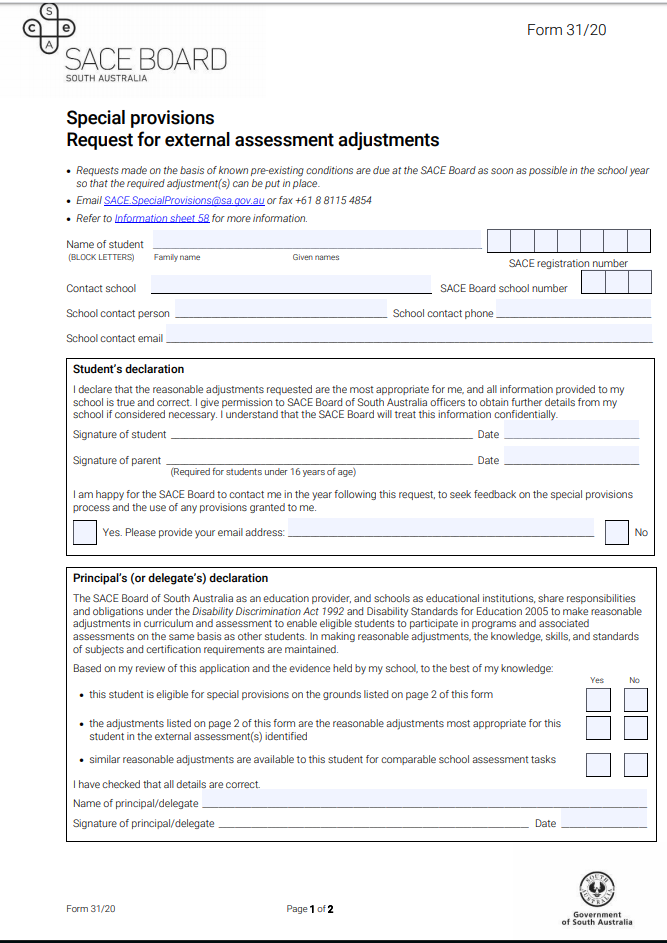 S
C e
A
SACE BOARD
SOUTH AUSTRALIA
Form 31/20
Special provisions
Request for external assessment adjustments
• Requests made on the basis of known pre-existing conditions are due at the SACE Board as soon as possible in the school year
so that the required adjustment(s) can be put in place.
• Email SACE.SpecialProvisions@sa.gov.au or fax +61 8 8115 4854
• Refer to Information sheet 58 for more information.
Name of student
(BLOCK LETTERS) Family name Given names
SACE registration number
Contact school SACE Board school number
School contact person School contact phone
School contact email
Student's declaration
I declare that the reasonable adjustments requested are the most appropriate for me, and all information provided to my
school is true and correct. I give permission to SACE Board of South Australia officers to obtain further details from my
school if considered necessary. I understand that the SACE Board will treat this information confidentially.
Signature of student Date
Signature of parent Date
(Required for students under 16 years of age)
I am happy for the SACE Board to contact me in the year following this request, to seek feedback on the special provisions
process and the use of any provisions granted to me.
Yes. Please provide your email address: No
Principal's (or delegate's) declaration
The SACE Board of South Australia as an education provider, and schools as educational institutions, share responsibilities
and obligations under the Disability Discrimination Act 1992 and Disability Standards for Education 2005 to make reasonable
adjustments in curriculum and assessment to enable eligible students to participate in programs and associated
assessments on the same basis as other students. In making reasonable adjustments, the knowledge, skills, and standards
of subjects and certification requirements are maintained.
Based on my review of this application and the evidence held by my school, to the best of my knowledge:
Yes No
• this student is eligible for special provisions on the grounds listed on page 2 of this form
• the adjustments listed on page 2 of this form are the reasonable adjustments most appropriate for this
student in the external assessment(s) identified
• similar reasonable adjustments are available to this student for comparable school assessment tasks
I have checked that all details are correct.
Name of principal/delegate
Signature of principal/delegate Date
Form 31/20 Page 1 of 2
SOUTH AUSTRALIA
Government
of South Australia